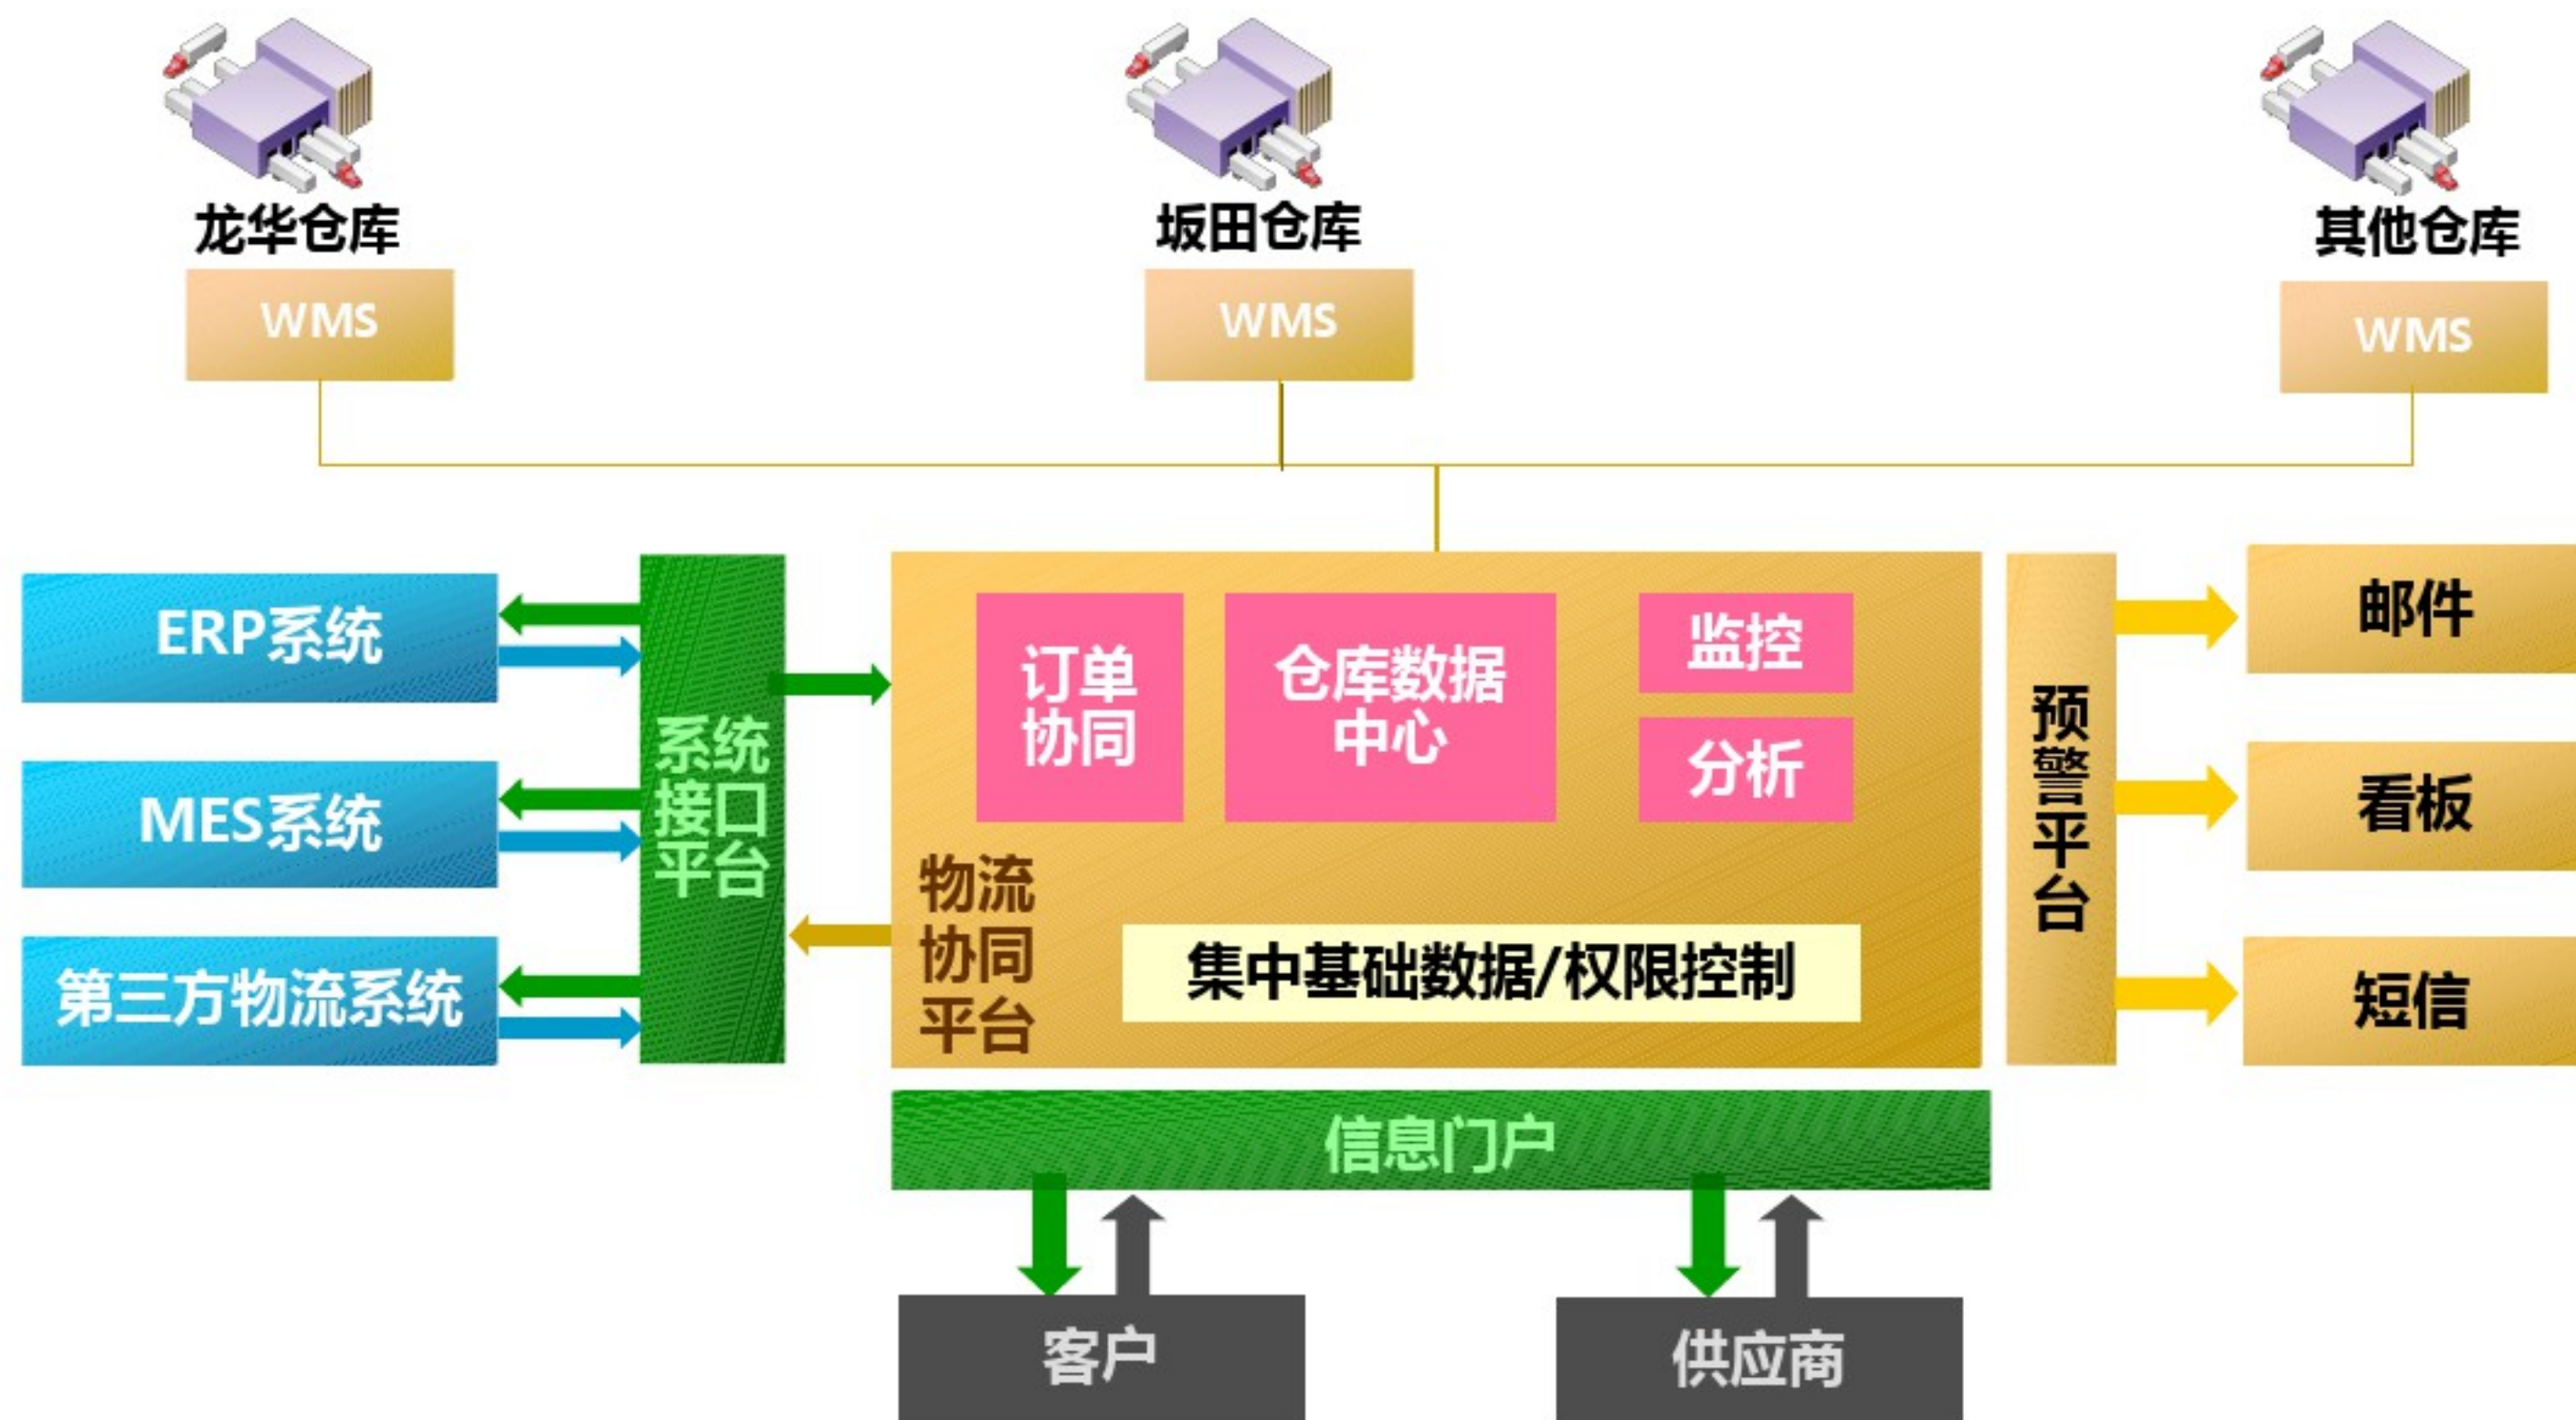 龙华仓库
坂田仓库
其他仓库
WMS
WMS
WMS
ERP系统
MES系统
第三方物流系统
系统
接口
平台
订单
协同
仓库数据
中心
监控
分析
物流
协同
平台
集中基础数据/权限控制
预
警
平
台
邮件
看板
短信
信息门户
客户
供应商